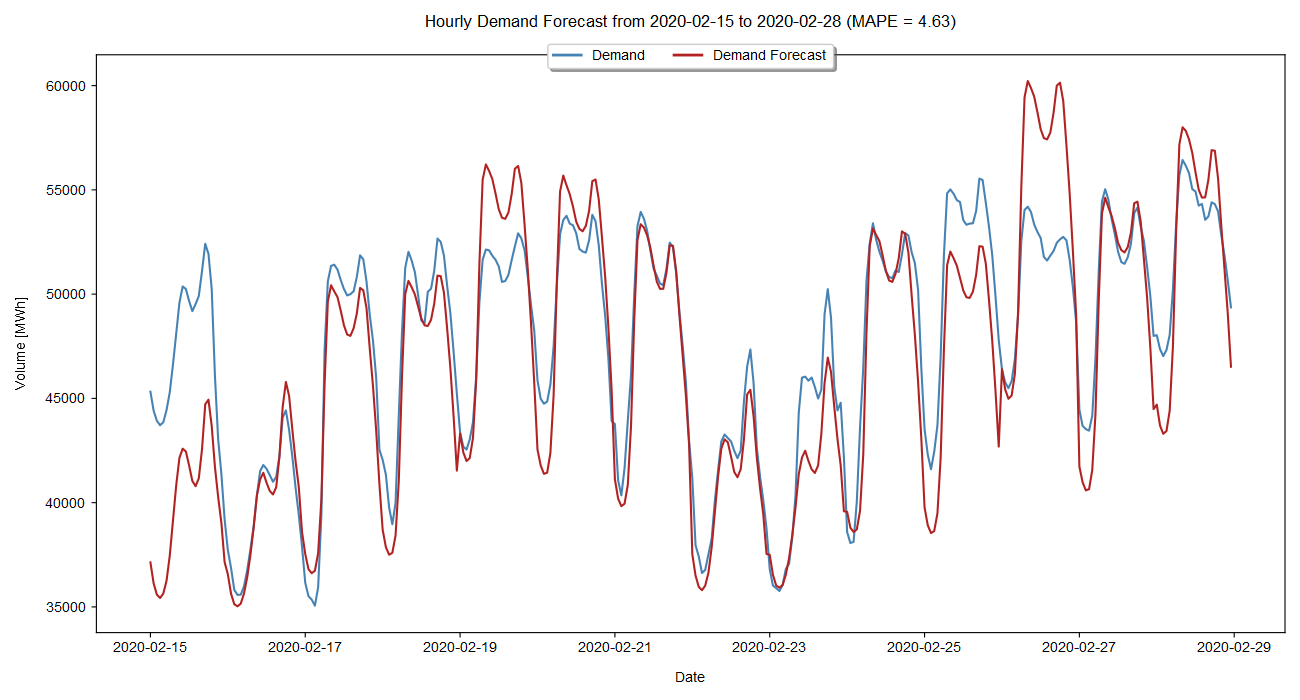 Hourly Demand Forecast from 2020-02-15 to 2020-02-28 (MAPE = 4.63)
Demand
Demand Forecast
60000
55000
50000
45000
40000
35000
Volume [MWh]
2020-02-15
2020-02-17
2020-02-19
2020-02-21
2020-02-23
2020-02-25
2020-02-27
2020-02-29
Date